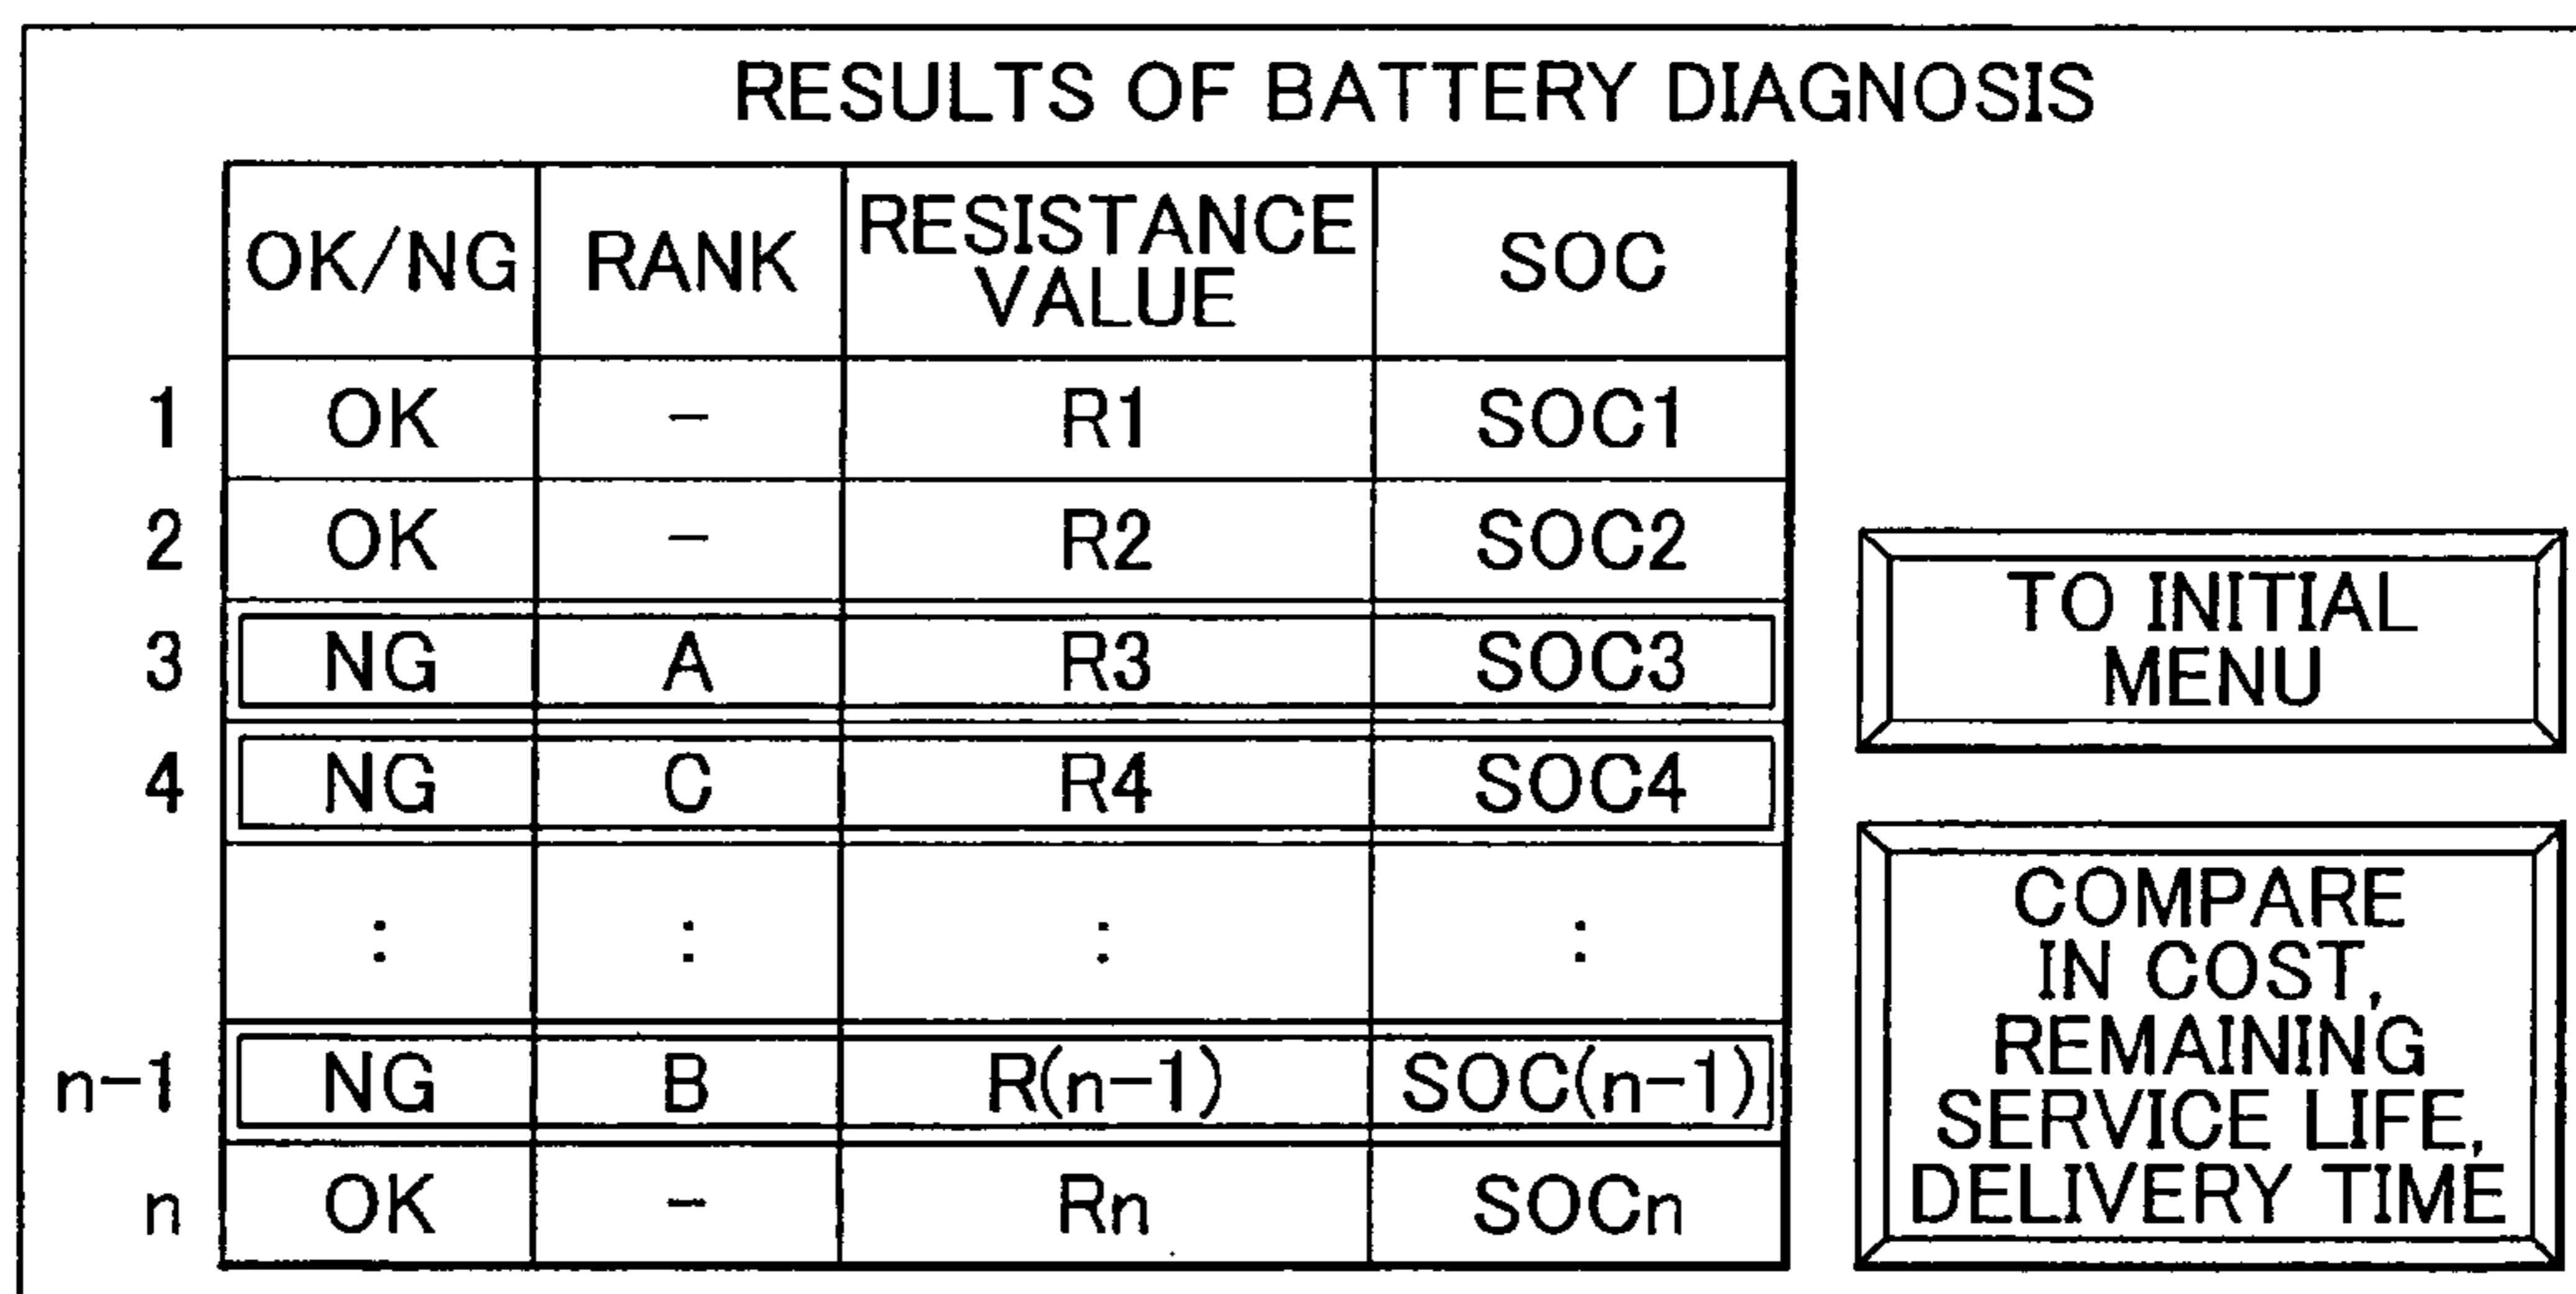 RESULTS OF BATTERY DIAGNOSIS
OK/NG RANK RESISTANCE VALUE SOC
1 OK - R1 SOC1
2 OK - R2 SOC2
3 NG A R3 SOC3
4 NG C R4 SOC4
: : : :
n-1 NG B R(n-1) SOC(n-1)
n OK - Rn SOCn
TO INITIAL
MENU
COMPARE
IN COST,
REMAINING
SERVICE LIFE,
DELIVERY TIME